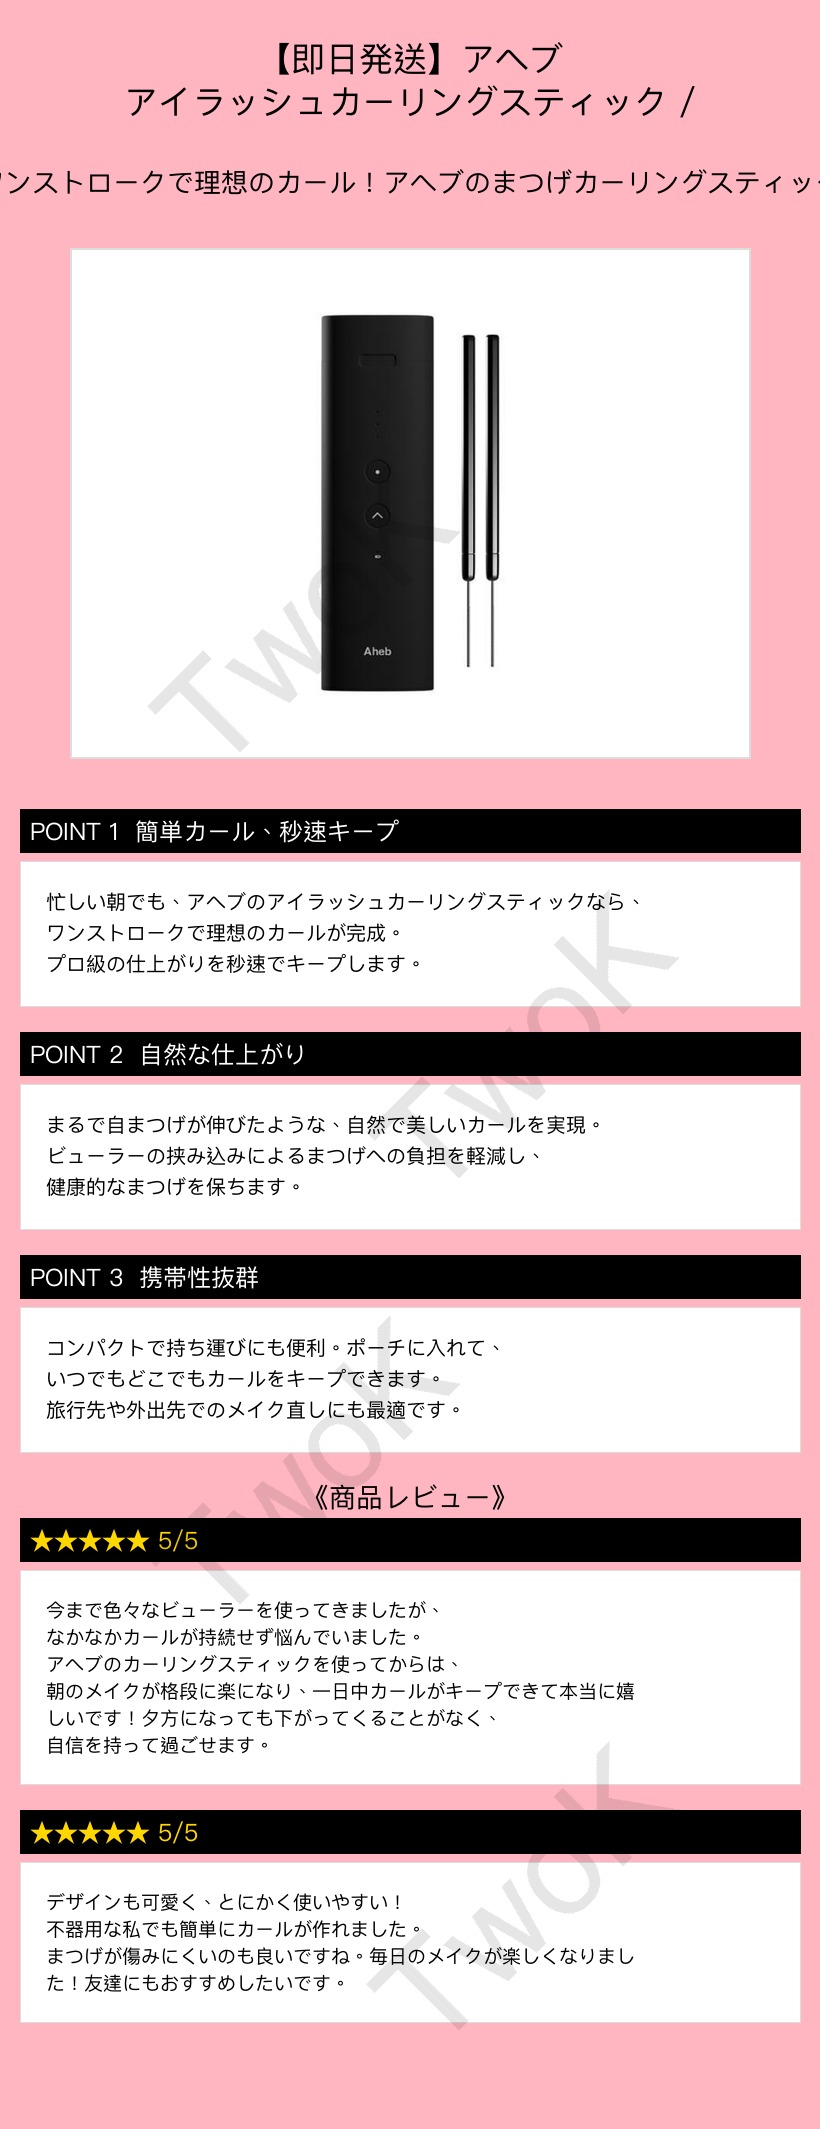 【即日発送】アヘブ
アイラッシュカーリングスティック /
ワンストロークで理想のカール！アヘブのまつげカーリングスティック
Aheb
TwoK
POINT 1 簡単カール、秒速キープ
忙しい朝でも、アヘブのアイラッシュカーリングスティックなら、
ワンストロークで理想のカールが完成。
プロ級の仕上がりを秒速でキープします。
TwoK
POINT 2 自然な仕上がり
まるで自まつげが伸びたような、自然で美しいカールを実現。
ビューラーの挟み込みによるまつげへの負担を軽減し、
健康的なまつげを保ちます。
POINT 3 携帯性抜群
コンパクトで持ち運びにも便利。ポーチに入れて、
いつでもどこでもカールをキープできます。
旅行先や外出先でのメイク直しにも最適です。
TwoK
《商品レビュー》
★★★★★ 5/5
今まで色々なビューラーを使ってきましたが、
なかなかカールが持続せず悩んでいました。
アヘブのカーリングスティックを使ってからは、
朝のメイクが格段に楽になり、一日中カールがキープできて本当に嬉
しいです！夕方になっても下がってくることがなく、
自信を持って過ごせます。
★★★★★ 5/5
デザインも可愛く、とにかく使いやすい！
不器用な私でも簡単にカールが作れました。
まつげが傷みにくいのも良いですね。毎日のメイクが楽しくなりまし
た！友達にもおすすめしたいです。
TwoK